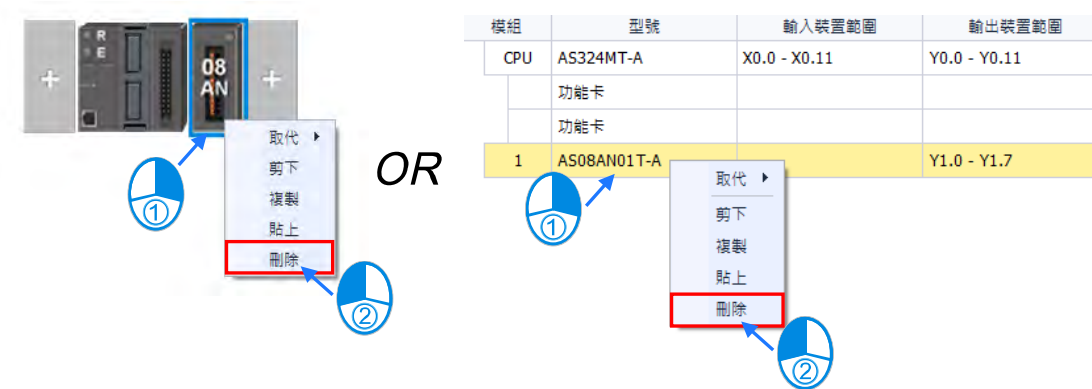 R
E
08
AN
+
+
取代
剪下
複製
貼上
刪除
①
②
OR
模組 型號 輸入裝置範圍 輸出裝置範圍
CPU AS324MT-A X0.0 - X0.11 Y0.0 - Y0.11
功能卡
功能卡
1 AS08AN01T-A Y1.0 - Y1.7
取代
剪下
複製
貼上
刪除
①
②